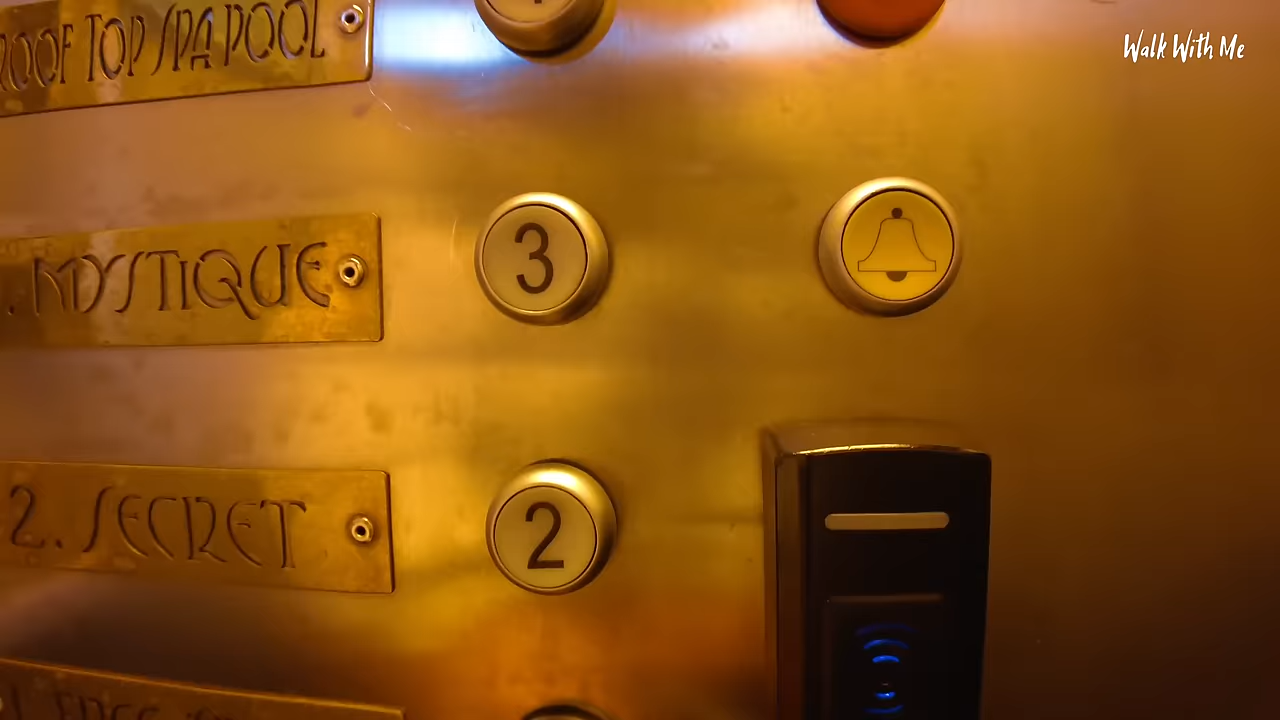 ROOF TOP SPA POOL
Walk With Me
. MYSTIQUE
3
2. SECRET
2